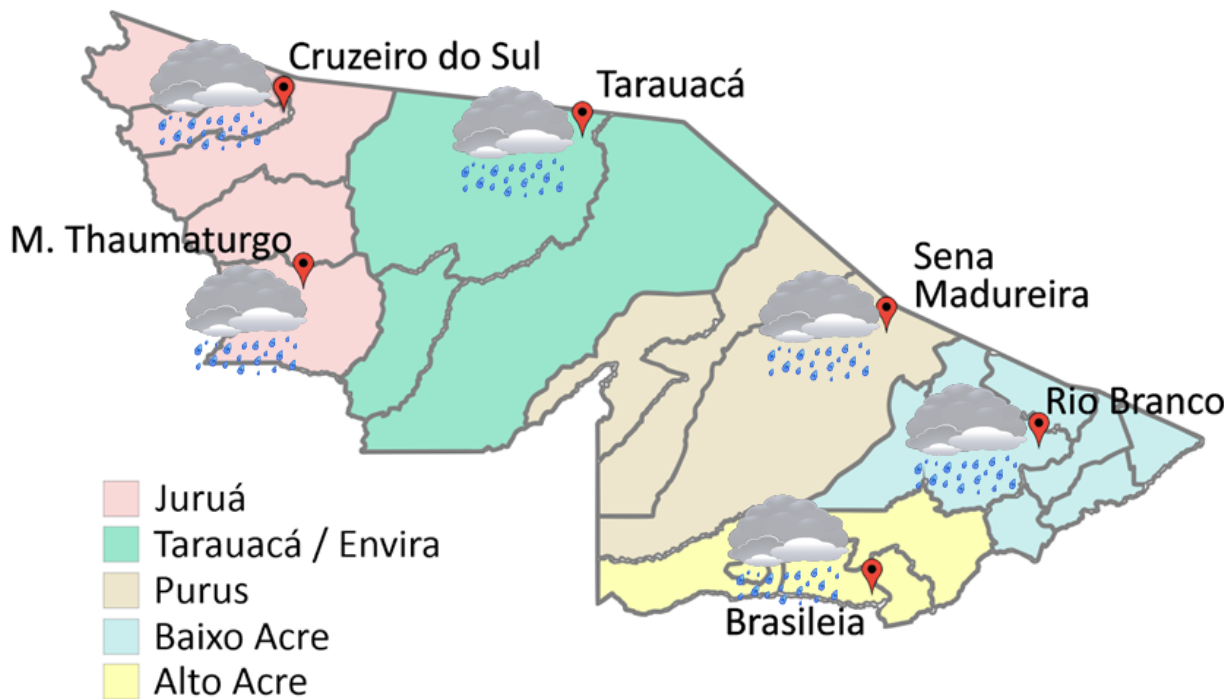 Cruzeiro do Sul
Tarauacá
M. Thaumaturgo
Sena
Madureira
Rio Branco
Brasileia
Juruá
Tarauacá / Envira
Purus
Baixo Acre
Alto Acre